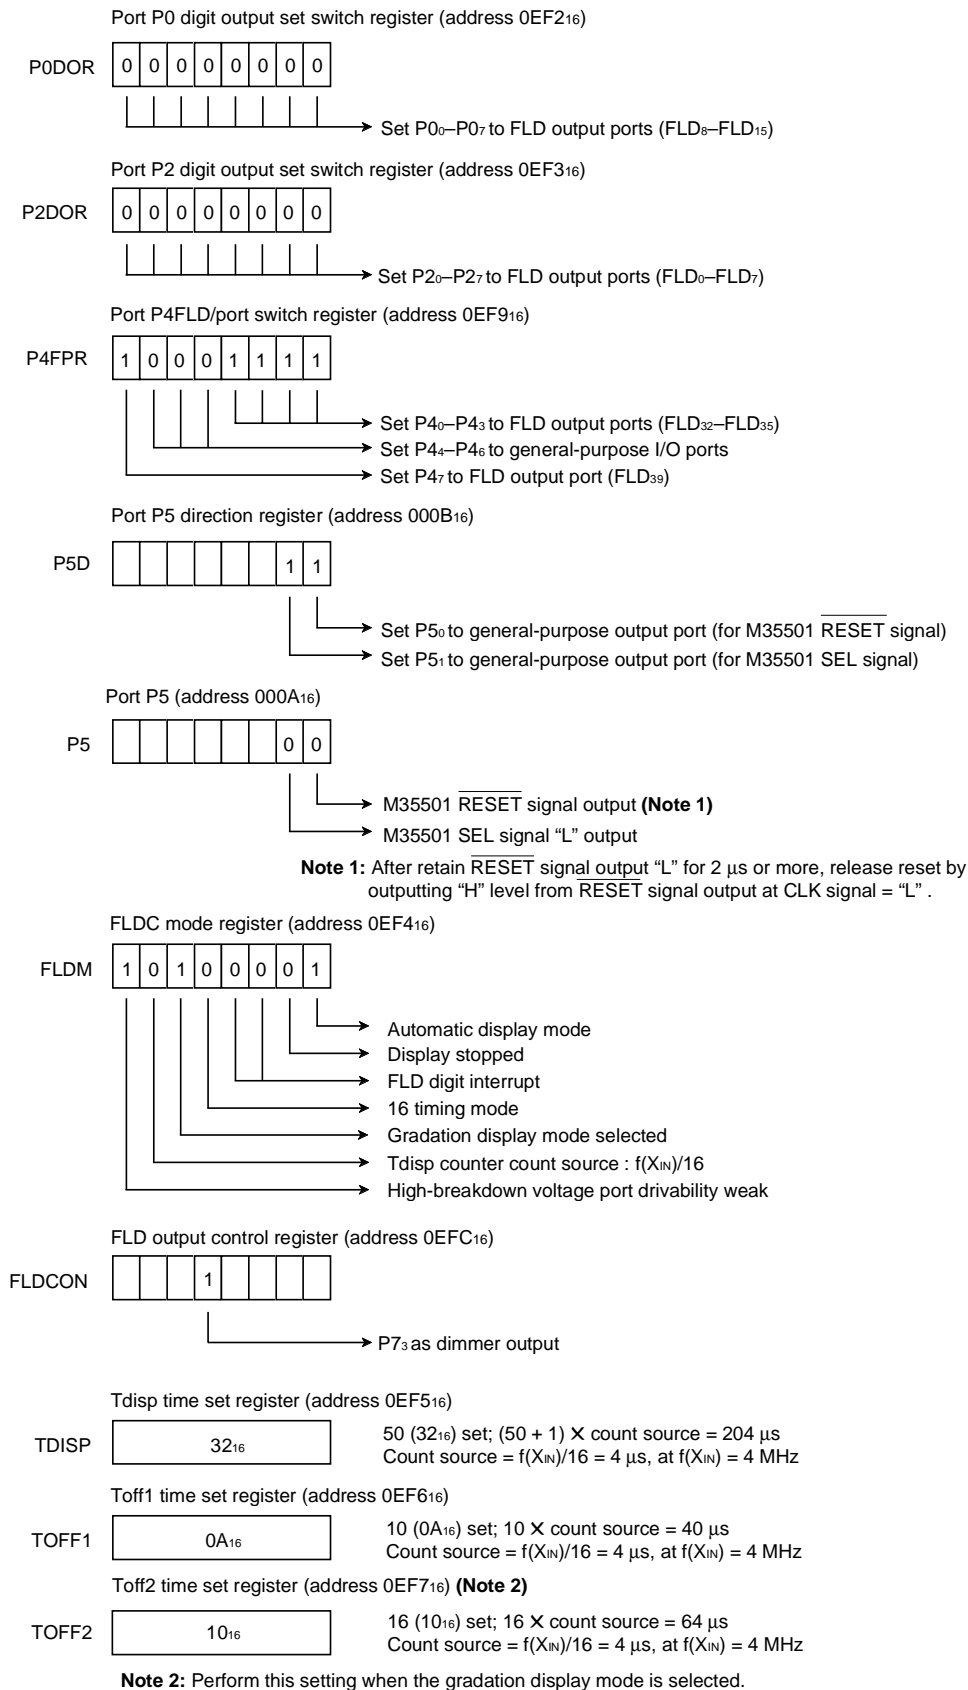 Port P0 digit output set switch register (address 0EF2₁₆)
P0DOR 0 0 0 0 0 0 0 0
Set P0₀–P0₇ to FLD output ports (FLD₈–FLD₁₅)
Port P2 digit output set switch register (address 0EF3₁₆)
P2DOR 0 0 0 0 0 0 0 0
Set P2₀–P2₇ to FLD output ports (FLD₀–FLD₇)
Port P4FLD/port switch register (address 0EF9₁₆)
P4FPR 1 0 0 0 1 1 1 1
Set P4₀–P4₃ to FLD output ports (FLD₃₂–FLD₃₅)
Set P4₄–P4₆ to general-purpose I/O ports
Set P4₇ to FLD output port (FLD₃₉)
Port P5 direction register (address 000B₁₆)
P5D 1 1
Set P5₀ to general-purpose output port (for M35501 RESET signal)
Set P5₁ to general-purpose output port (for M35501 SEL signal)
Port P5 (address 000A₁₆)
P5 0 0
M35501 RESET signal output (Note 1)
M35501 SEL signal “L” output
Note 1: After retain RESET signal output “L” for 2 μs or more, release reset by
outputting “H” level from RESET signal output at CLK signal = “L” .
FLDC mode register (address 0EF4₁₆)
FLDM 1 0 1 0 0 0 0 1
Automatic display mode
Display stopped
FLD digit interrupt
16 timing mode
Gradation display mode selected
Tdisp counter count source : f(XIN)/16
High-breakdown voltage port drivability weak
FLD output control register (address 0EFC₁₆)
FLDCON 1
P7₃ as dimmer output
Tdisp time set register (address 0EF5₁₆)
TDISP 32₁₆ 50 (32₁₆) set; (50 + 1) ✕ count source = 204 μs
Count source = f(XIN)/16 = 4 μs, at f(XIN) = 4 MHz
Toff1 time set register (address 0EF6₁₆)
TOFF1 0A₁₆ 10 (0A₁₆) set; 10 ✕ count source = 40 μs
Count source = f(XIN)/16 = 4 μs, at f(XIN) = 4 MHz
Toff2 time set register (address 0EF7₁₆) (Note 2)
TOFF2 10₁₆ 16 (10₁₆) set; 16 ✕ count source = 64 μs
Count source = f(XIN)/16 = 4 μs, at f(XIN) = 4 MHz
Note 2: Perform this setting when the gradation display mode is selected.